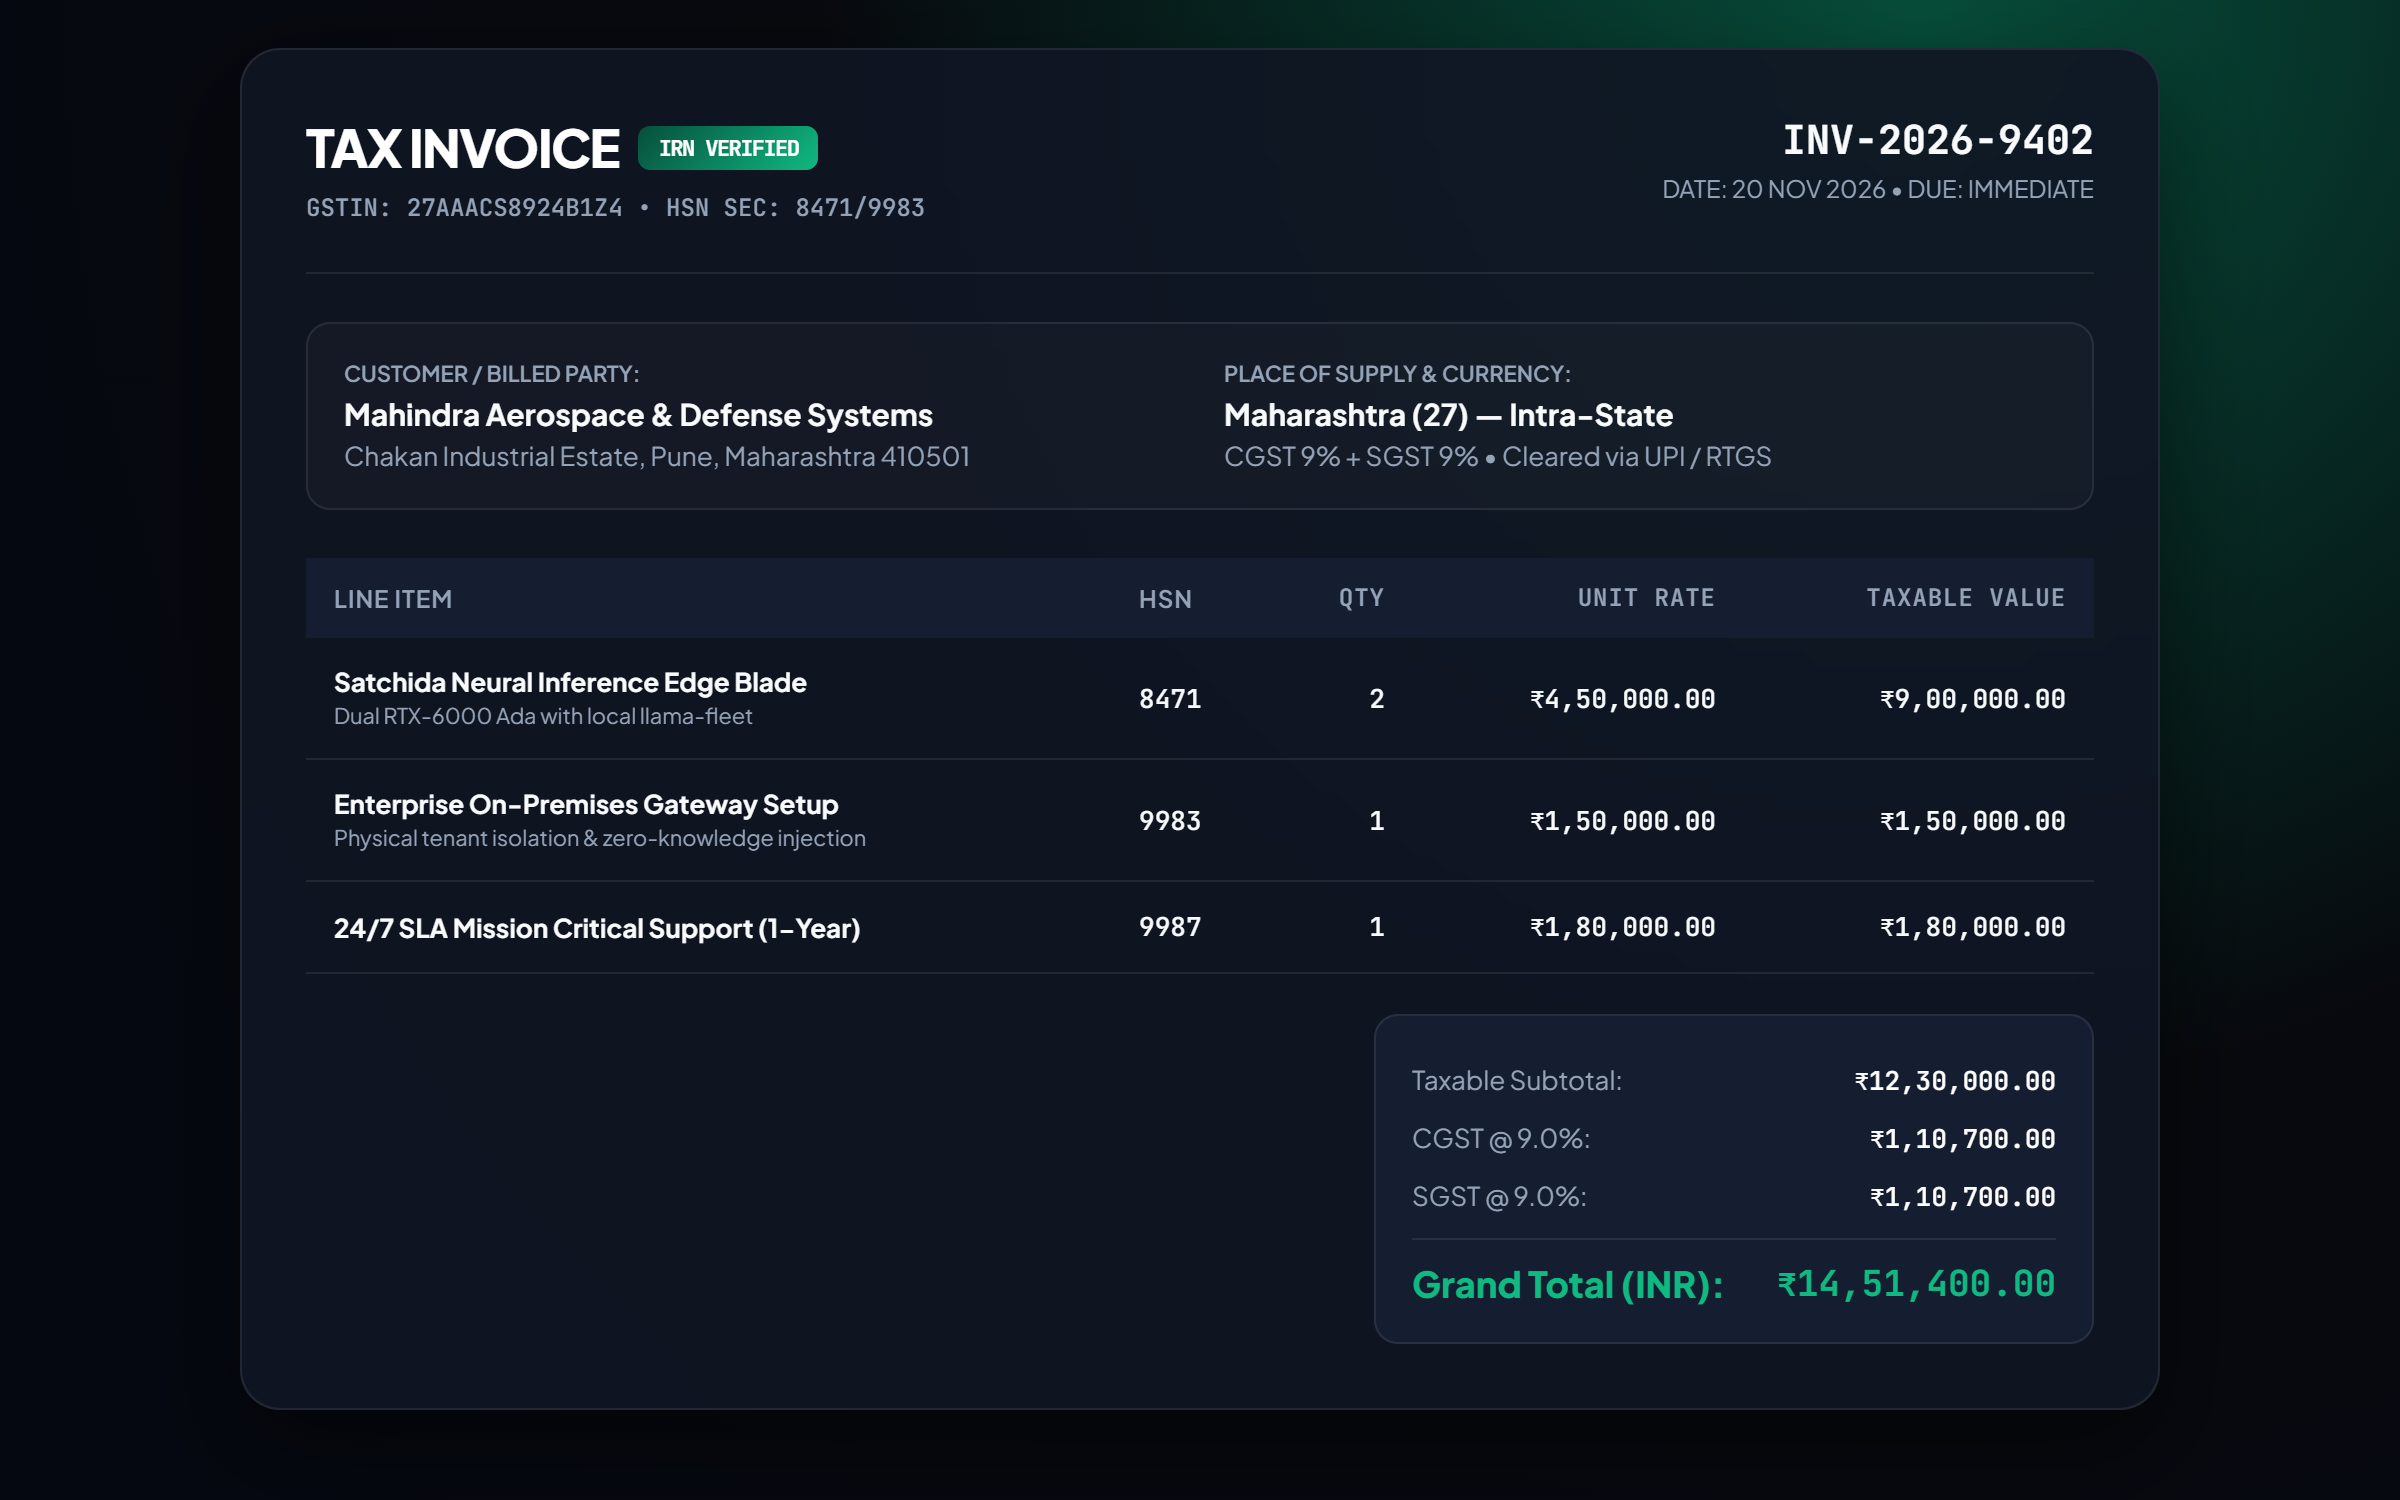 TAX INVOICE IRN VERIFIED
GSTIN: 27AAACS8924B1Z4 • HSN SEC: 8471/9983
INV-2026-9402
DATE: 20 NOV 2026 • DUE: IMMEDIATE
CUSTOMER / BILLED PARTY:
Mahindra Aerospace & Defense Systems
Chakan Industrial Estate, Pune, Maharashtra 410501
PLACE OF SUPPLY & CURRENCY:
Maharashtra (27) — Intra-State
CGST 9% + SGST 9% • Cleared via UPI / RTGS
LINE ITEM HSN QTY UNIT RATE TAXABLE VALUE
Satchida Neural Inference Edge Blade 8471 2 ₹4,50,000.00 ₹9,00,000.00
Dual RTX-6000 Ada with local llama-fleet
Enterprise On-Premises Gateway Setup 9983 1 ₹1,50,000.00 ₹1,50,000.00
Physical tenant isolation & zero-knowledge injection
24/7 SLA Mission Critical Support (1-Year) 9987 1 ₹1,80,000.00 ₹1,80,000.00
Taxable Subtotal: ₹12,30,000.00
CGST @ 9.0%: ₹1,10,700.00
SGST @ 9.0%: ₹1,10,700.00
Grand Total (INR): ₹14,51,400.00